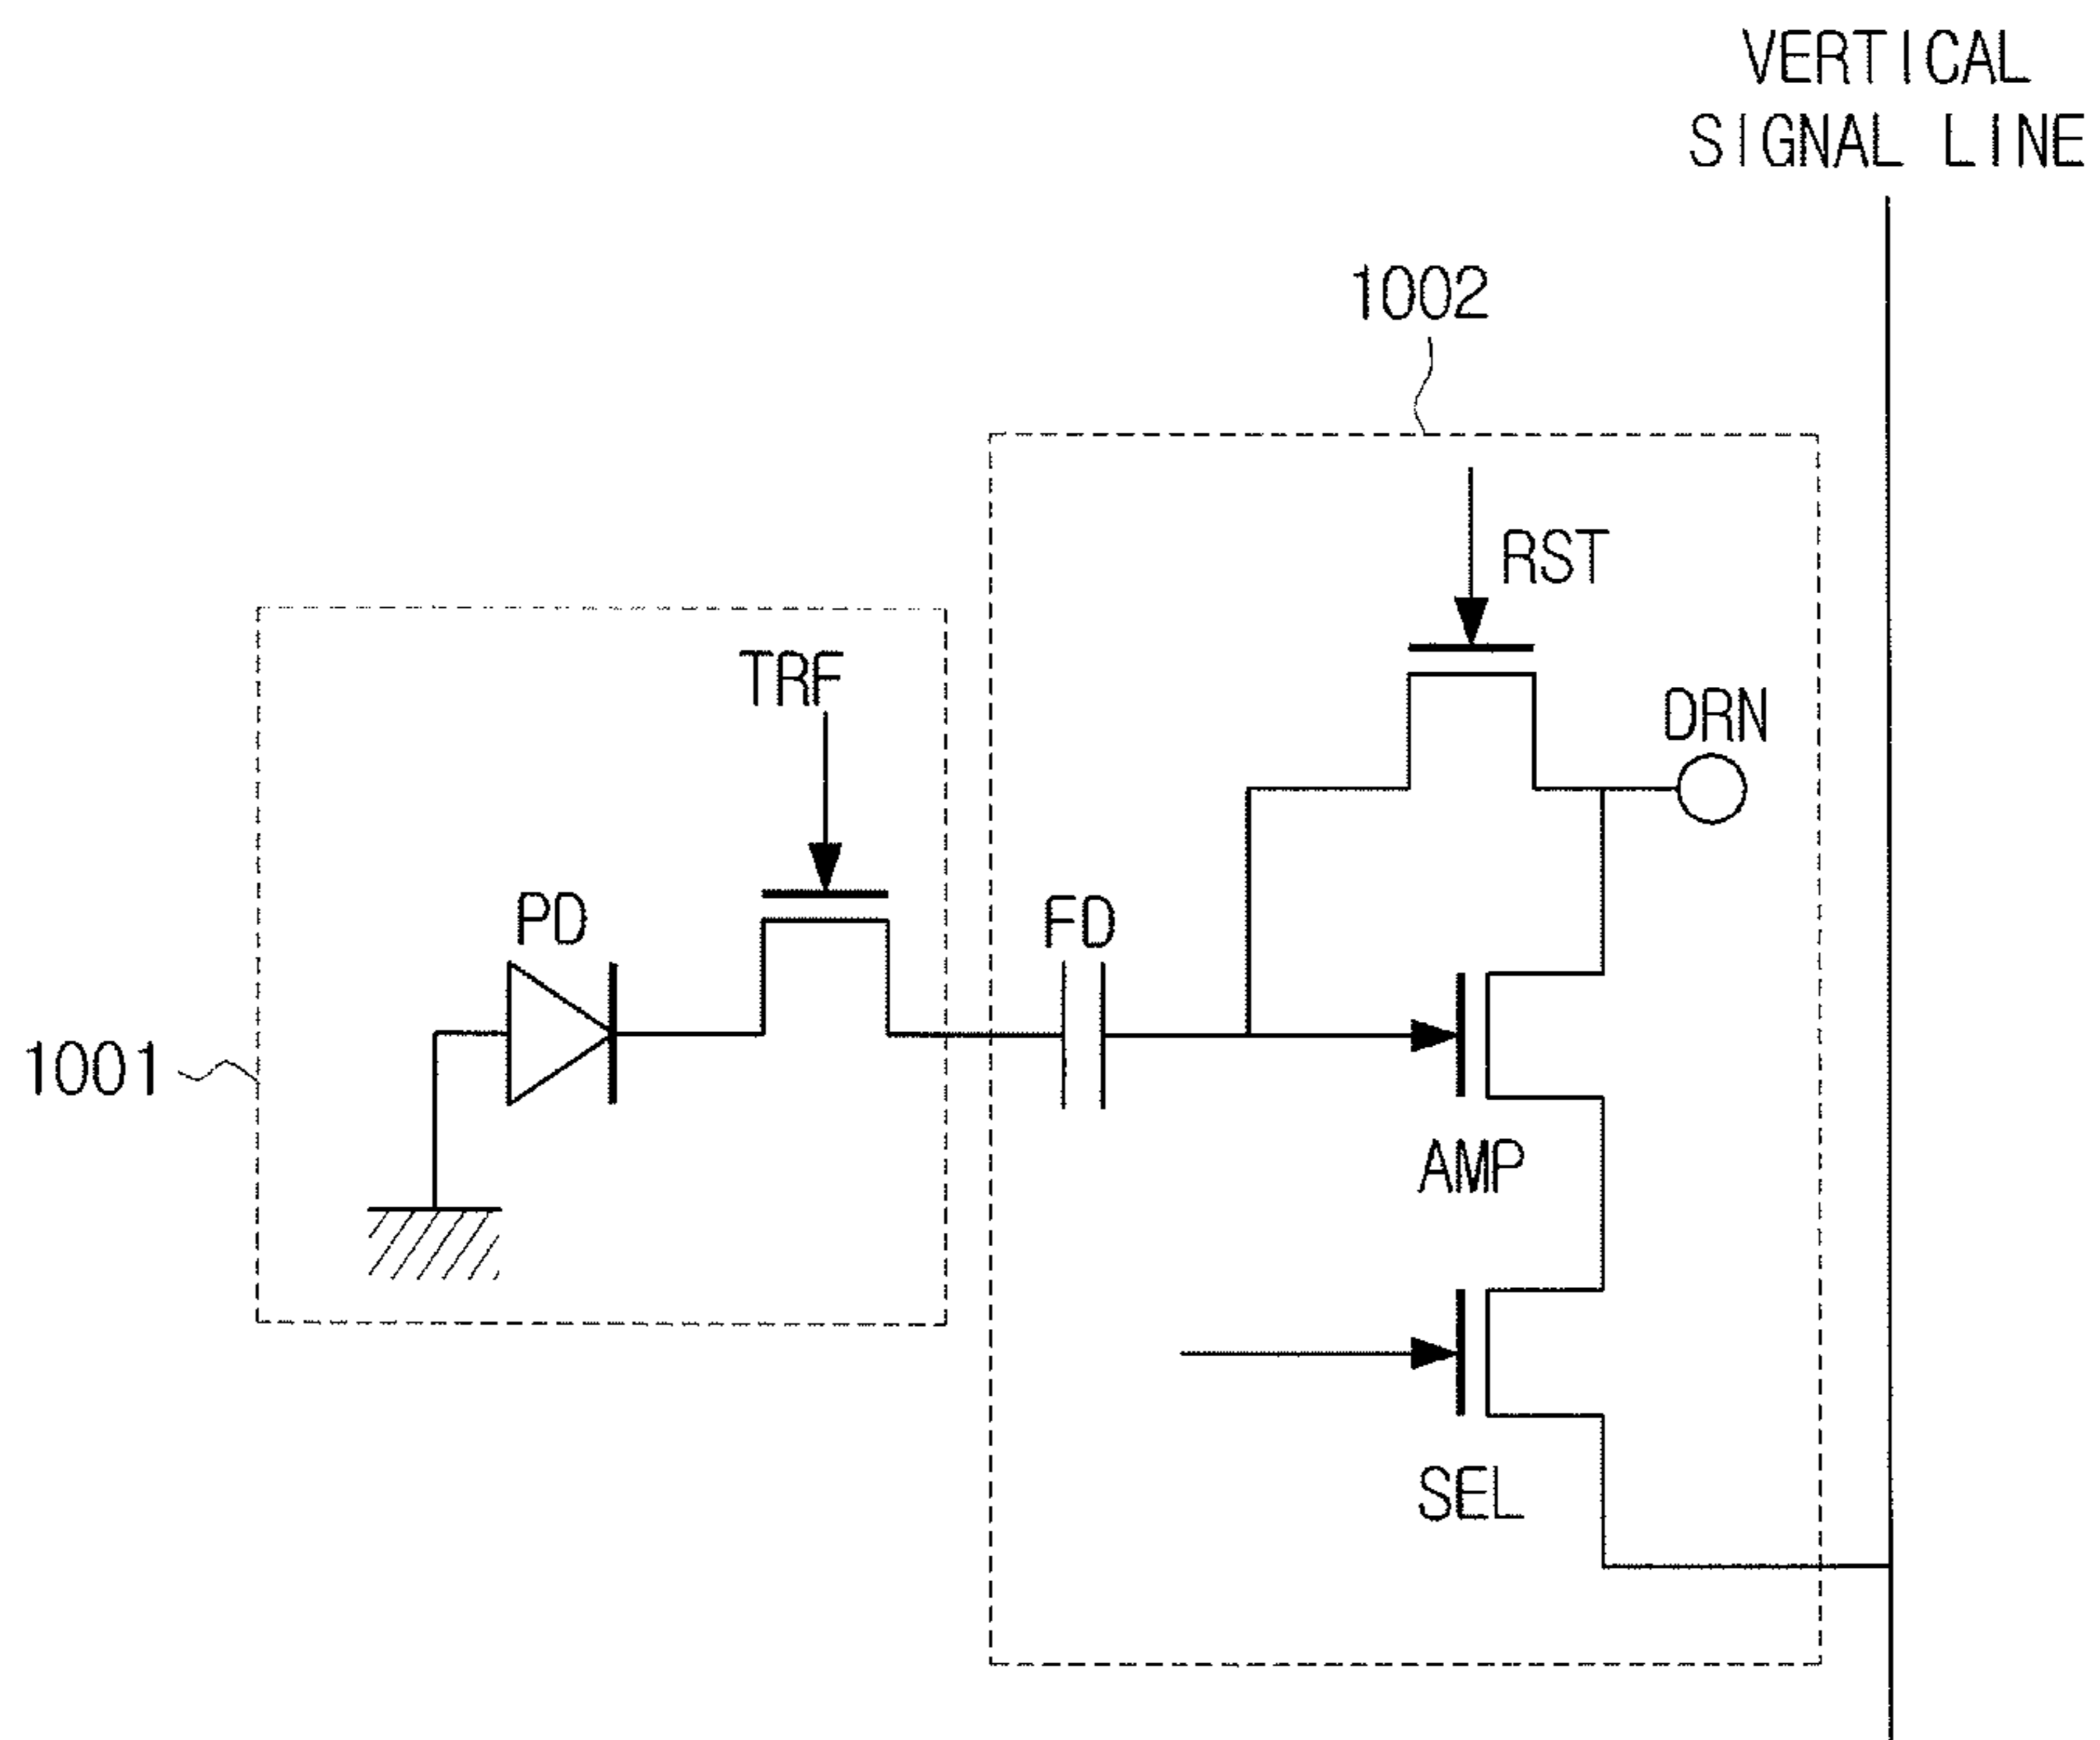 VERTICAL
SIGNAL LINE
1002
RST
TRF
DRN
PD
FD
1001
AMP
SEL